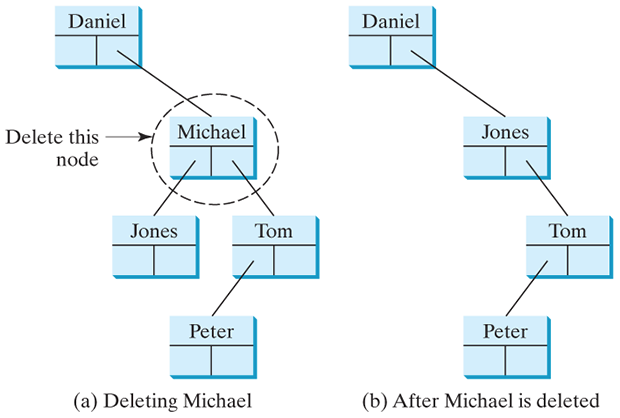 Daniel
Delete this
node
Michael
Jones
Tom
Peter
(a) Deleting Michael
Daniel
Jones
Tom
Peter
(b) After Michael is deleted